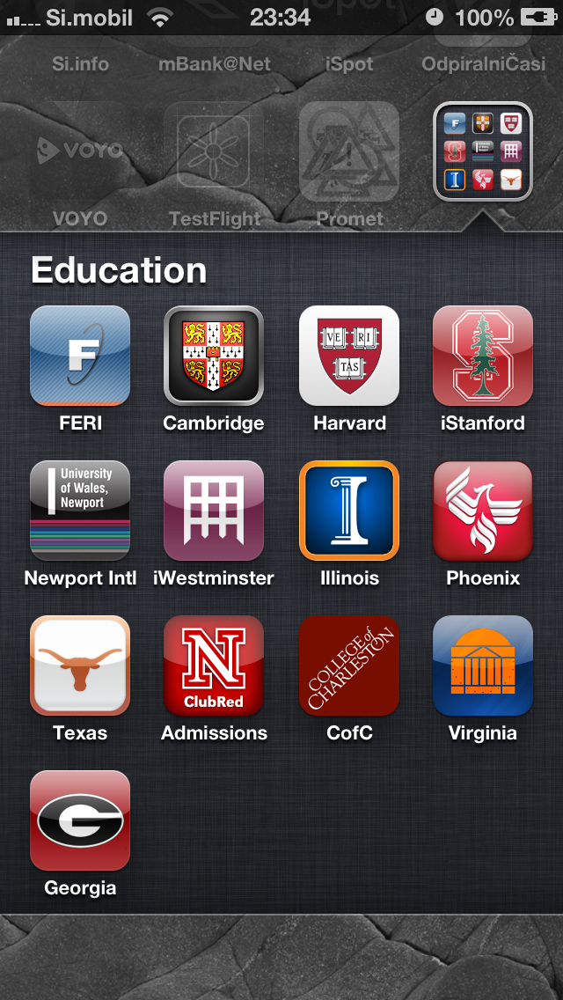 Si.mobil 23:34 100%
iSpot
Si.info mBank@Net iSpot OdpiralniČasi
VOYO
VOYO TestFlight Promet
Education
F
VE RI
TAS
S
FERI Cambridge Harvard iStanford
University
of Wales,
Newport
I
Newport Intl iWestminster Illinois Phoenix
N
ClubRed
COLLEGE of
CHARLESTON
Texas Admissions CofC Virginia
G
Georgia